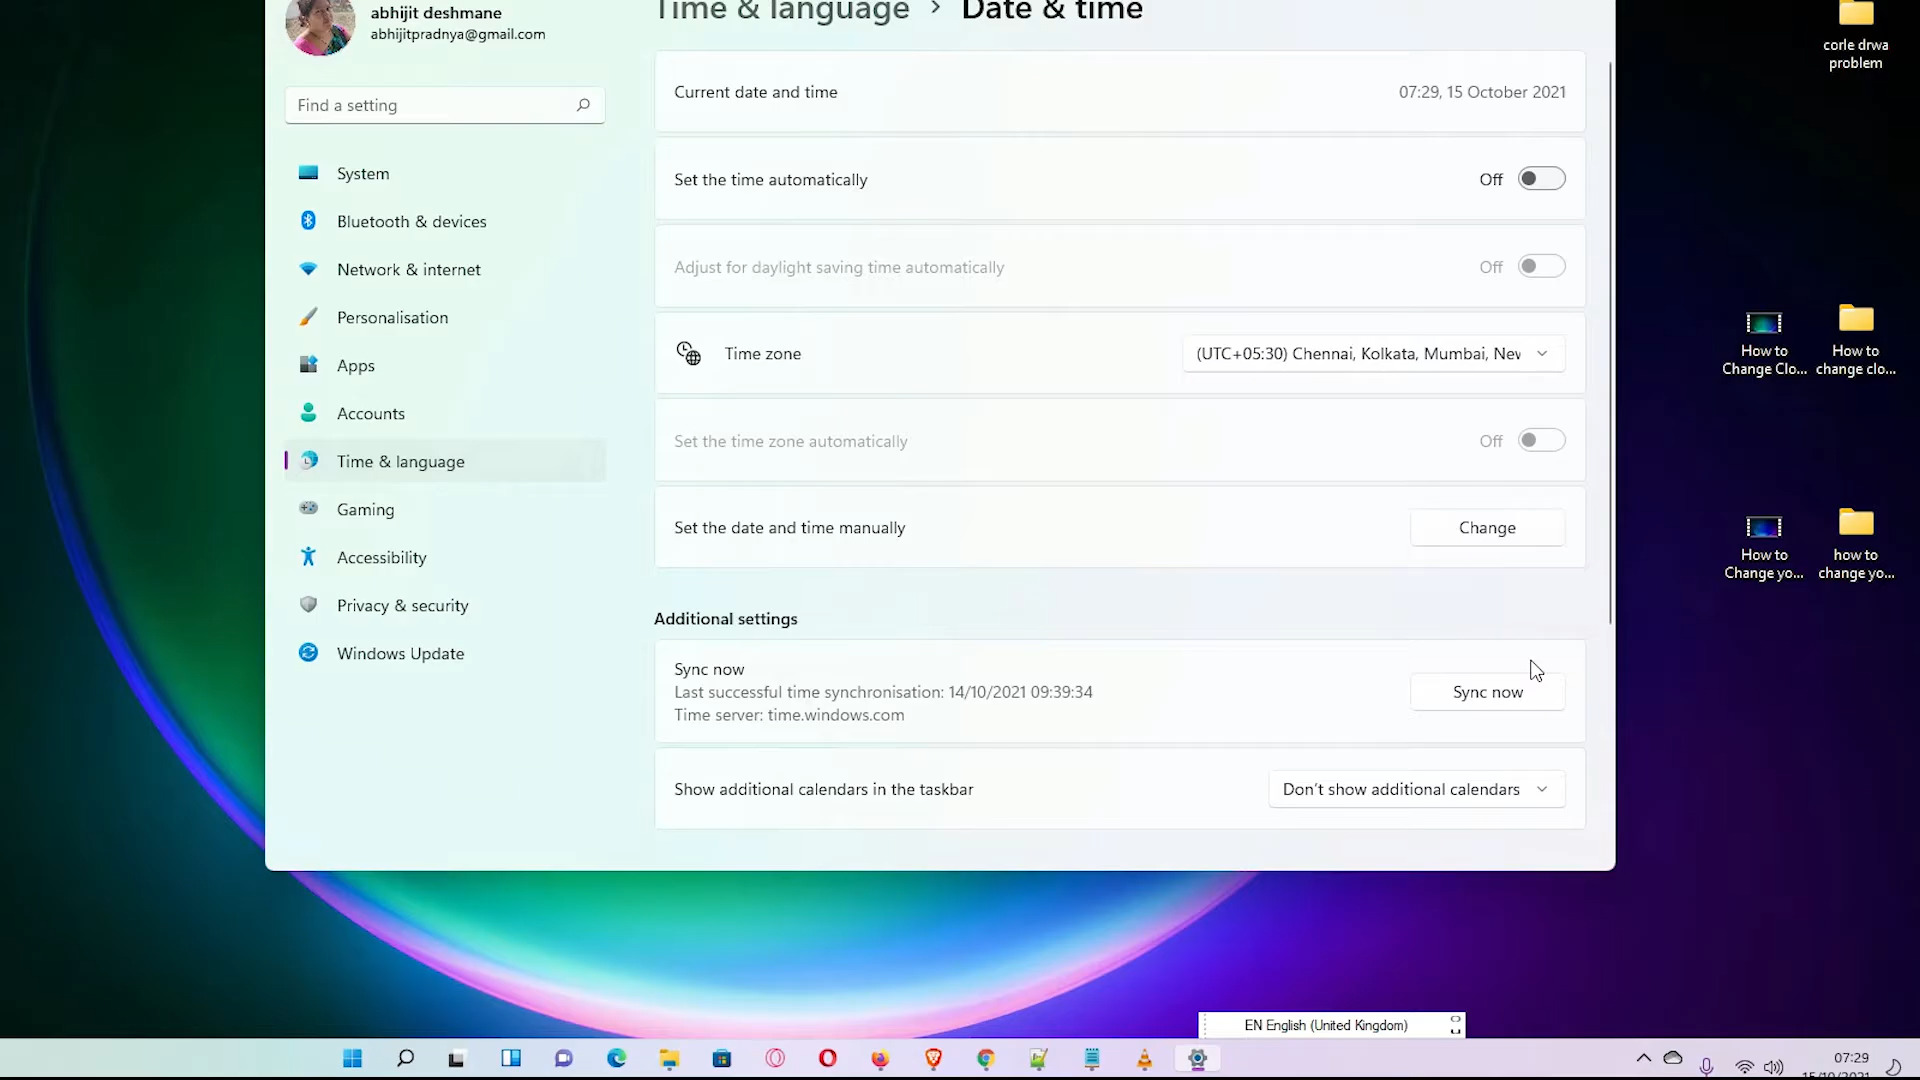 abhijit deshmane
abhijitpradnya@gmail.com
Time & language > Date & time
Find a setting
System
Bluetooth & devices
Network & internet
Personalisation
Apps
Accounts
Time & language
Gaming
Accessibility
Privacy & security
Windows Update
Current date and time
07:29, 15 October 2021
Set the time automatically
Off
Adjust for daylight saving time automatically
Off
Time zone
(UTC+05:30) Chennai, Kolkata, Mumbai, Nev
Set the time zone automatically
Off
Set the date and time manually
Change
Additional settings
Sync now
Last successful time synchronisation: 14/10/2021 09:39:34
Time server: time.windows.com
Sync now
Show additional calendars in the taskbar
Don't show additional calendars
corle drwa
problem
How to
Change Clo...
How to
change clo...
How to
Change yo...
how to
change yo...
EN English (United Kingdom)
07:29
15/10/2021